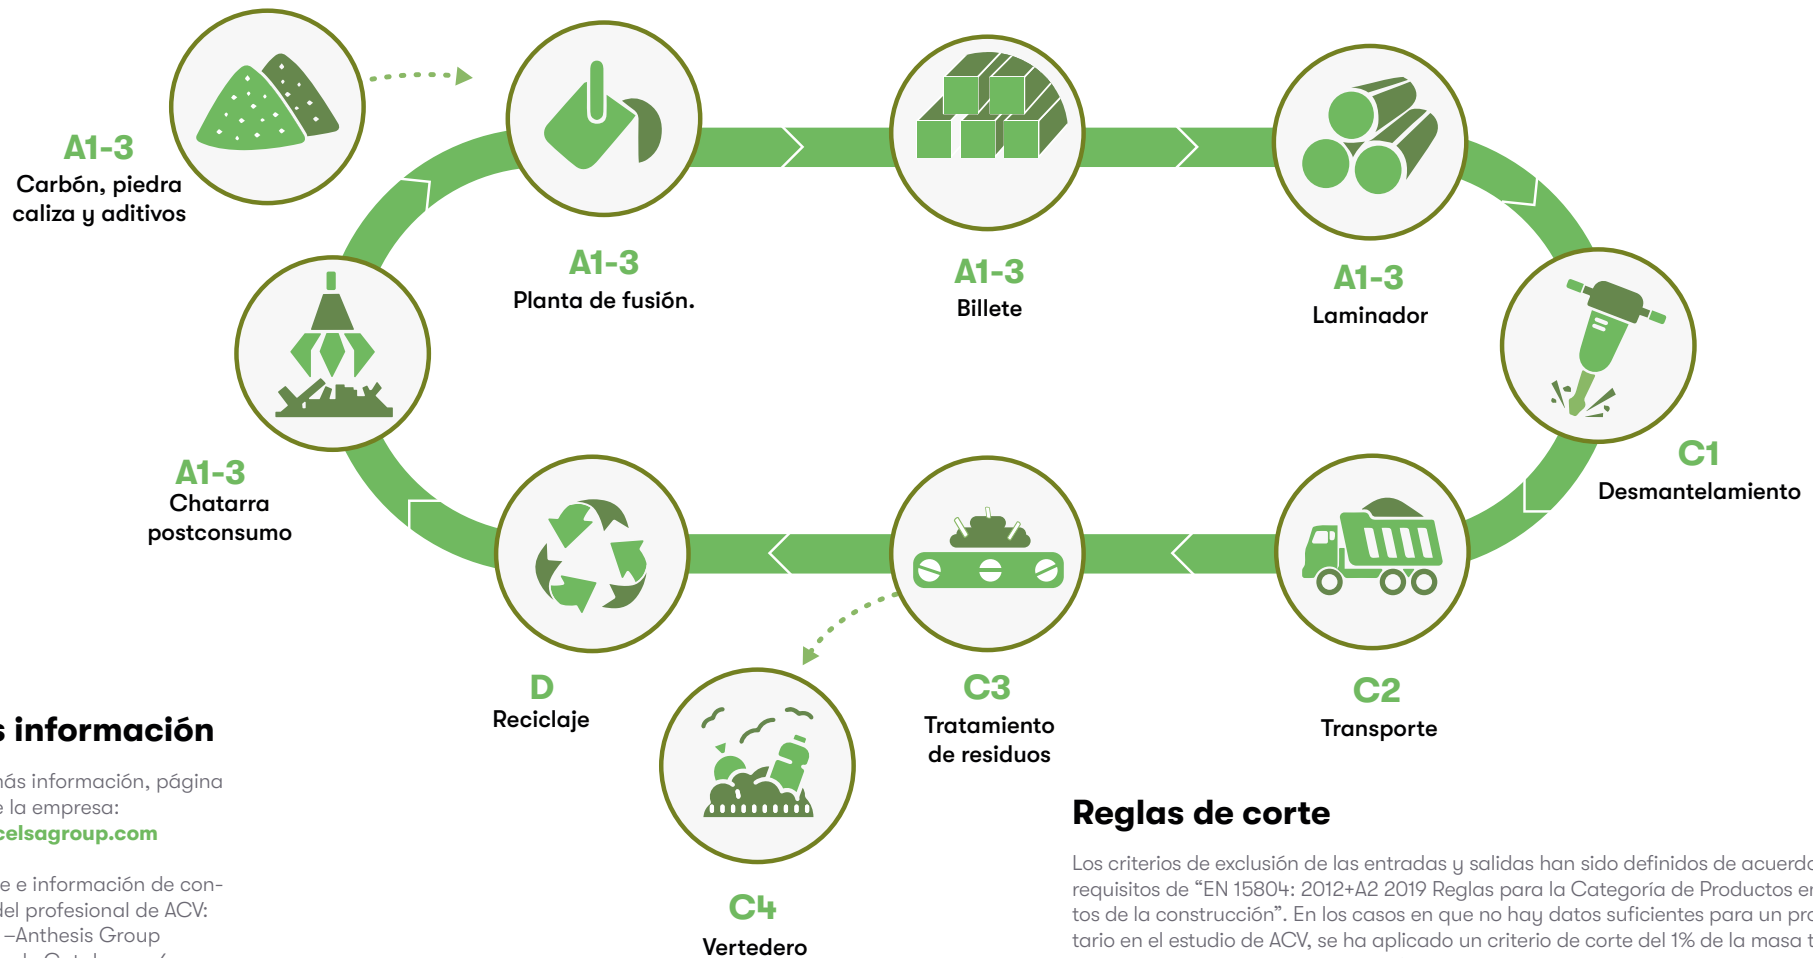 A1-3
Carbón, piedra
caliza y aditivos
A1-3
Planta de fusión.
A1-3
Billete
A1-3
Laminador
C1
Desmantelamiento
A1-3
Chatarra
postconsumo
D
Reciclaje
C3
Tratamiento
de residuos
C2
Transporte
C4
Vertedero
información
más información, página
la empresa:
celsagroup.com
e información de con-
del profesional de ACV:
–Anthesis Group
Reglas de corte
Los criterios de exclusión de las entradas y salidas han sido definidos de acuerdo
requisitos de “EN 15804: 2012+A2 2019 Reglas para la Categoría de Productos
tos de la construcción”. En los casos en que no hay datos suficientes para un
tario en el estudio de ACV, se ha aplicado un criterio de corte del 1% de la masa